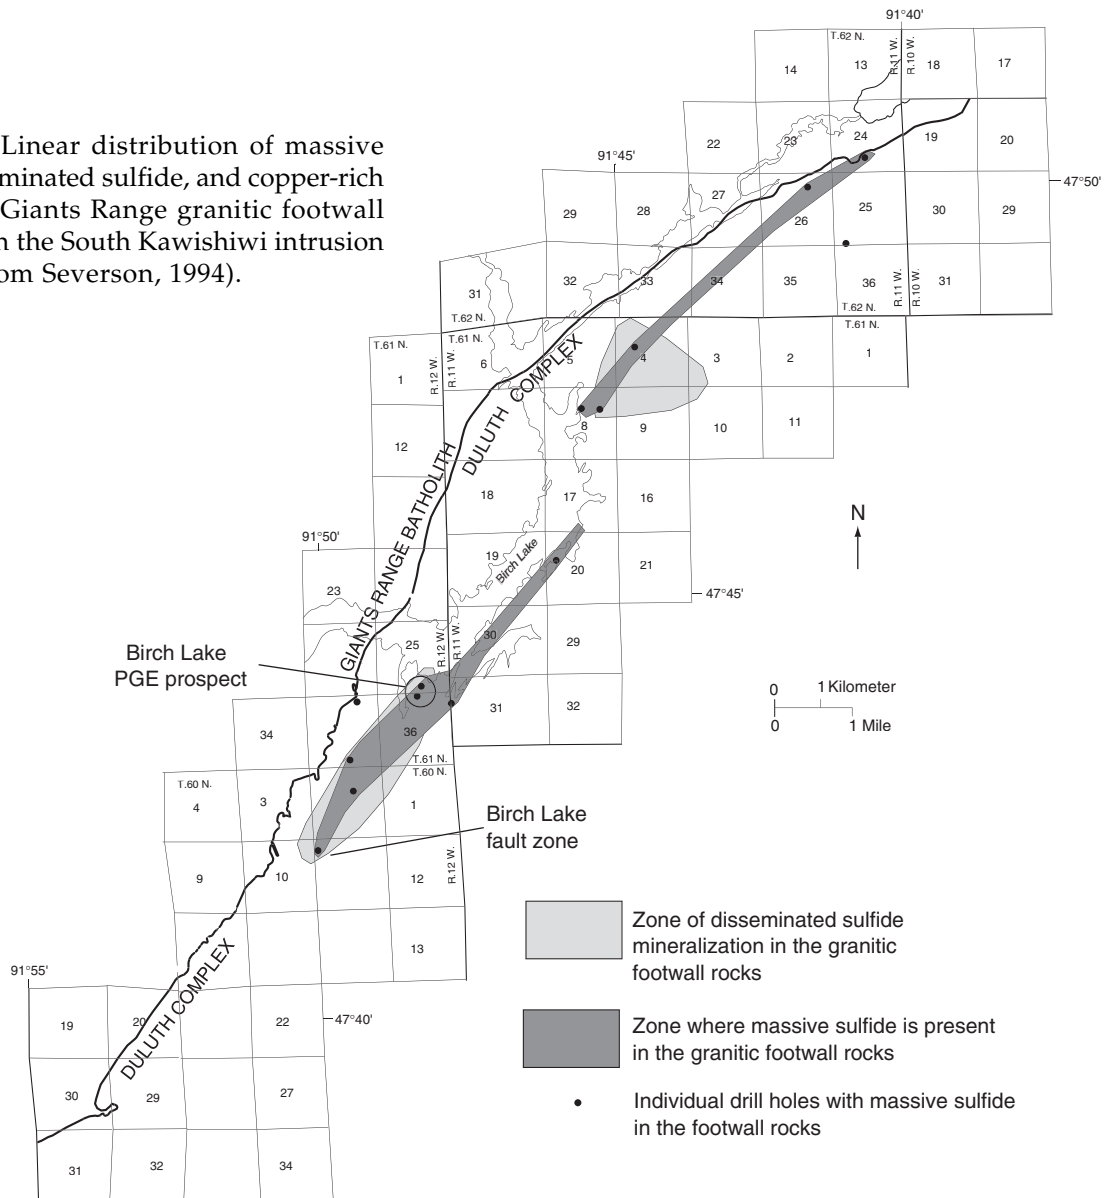 91°40'
T.62 N.
R.11 W.
R.10 W.
14
13
18
17
Linear distribution of massive
minated sulfide, and copper-rich
Giants Range granitic footwall
the South Kawishiwi intrusion
om Severson, 1994).
22
23
24
19
20
91°45'
47°50'
27
29
28
26
25
30
29
31
32
33
34
35
36
R.11 W.
R.10 W.
31
T.62 N.
T.62 N.
T.61 N.
T.61 N.
T.61 N.
1
R.12 W.
R.11 W.
6
5
4
3
2
1
DULUTH COMPLEX
12
8
9
10
11
GIANTS RANGE BATHOLITH
18
17
16
N
91°50'
19
Birch Lake
20
21
47°45'
23
25
R.12 W.
R.11 W.
30
29
Birch Lake
PGE prospect
31
32
0
1 Kilometer
0
1 Mile
34
36
T.61 N.
T.60 N.
T.60 N.
4
3
1
Birch Lake
fault zone
9
10
12
R.12 W.
13
Zone of disseminated sulfide
mineralization in the granitic
footwall rocks
91°55'
DULUTH COMPLEX
19
20
22
47°40'
Zone where massive sulfide is present
in the granitic footwall rocks
30
29
27
Individual drill holes with massive sulfide
in the footwall rocks
31
32
34